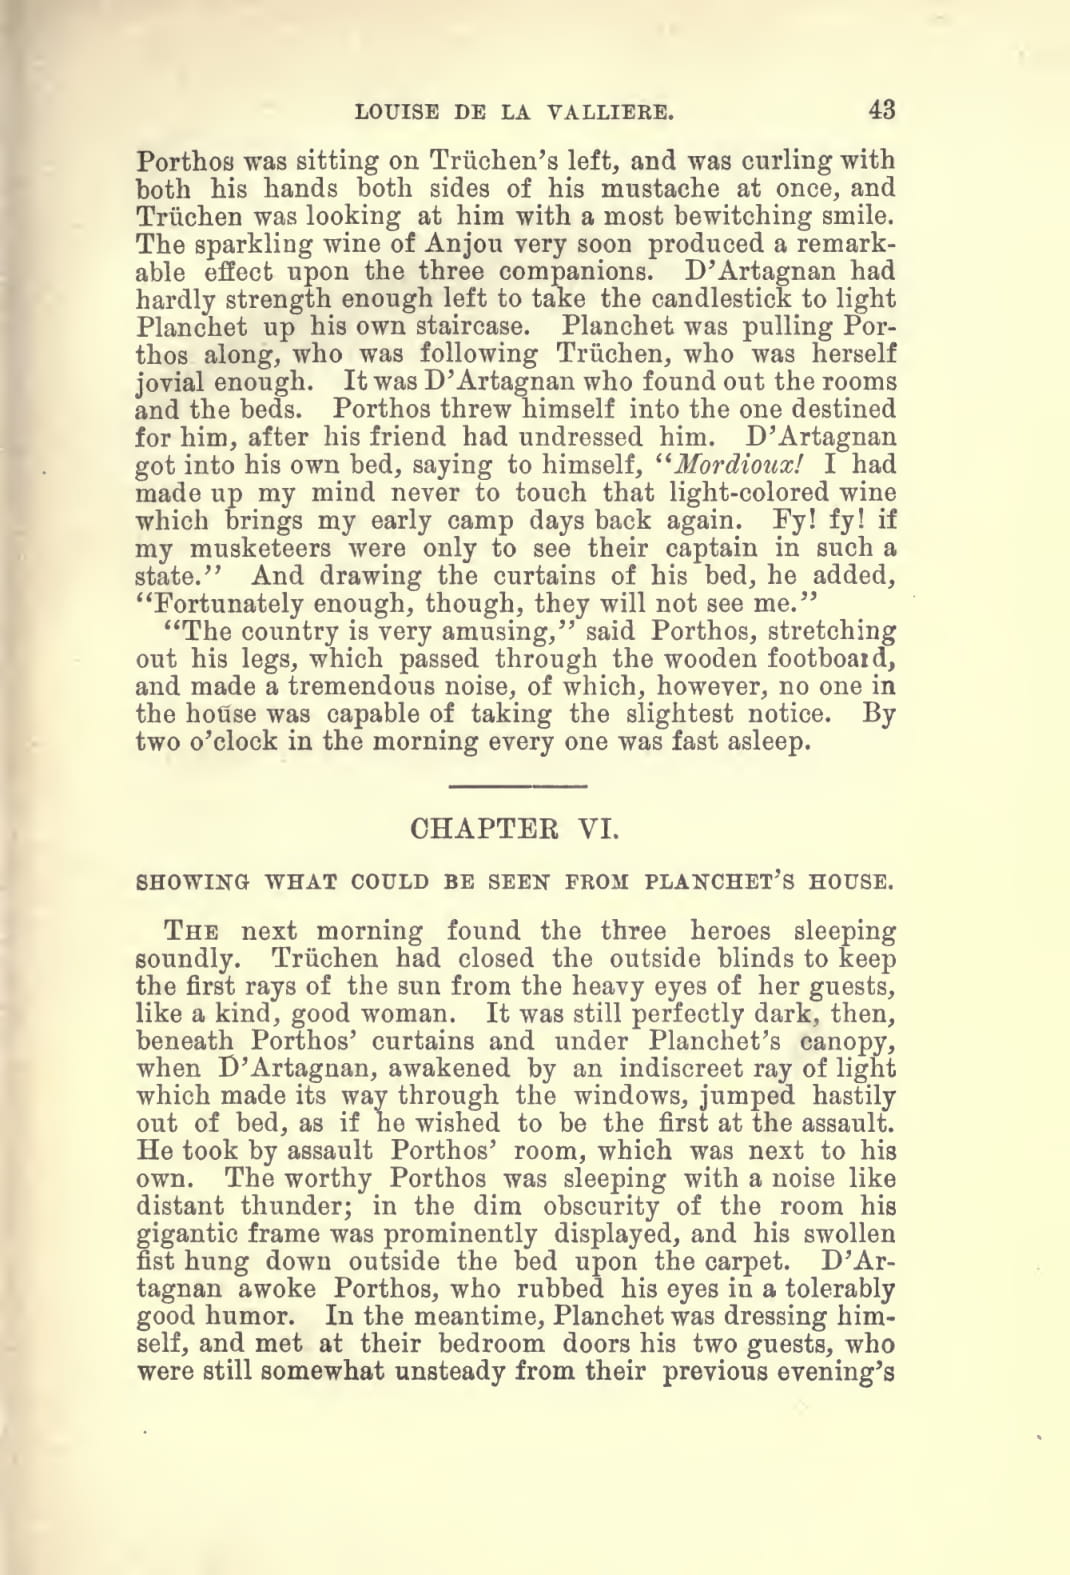 LOUISE DE LA VALLIERE. 43
Porthos was sitting on Trüchen's left, and was curling with
both his hands both sides of his mustache at once, and
Trüchen was looking at him with a most bewitching smile.
The sparkling wine of Anjou very soon produced a remark-
able effect upon the three companions. D'Artagnan had
hardly strength enough left to take the candlestick to light
Planchet up his own staircase. Planchet was pulling Por-
thos along, who was following Trüchen, who was herself
jovial enough. It was D'Artagnan who found out the rooms
and the beds. Porthos threw himself into the one destined
for him, after his friend had undressed him. D'Artagnan
got into his own bed, saying to himself, "Mordioux! I had
made up my mind never to touch that light-colored wine
which brings my early camp days back again. Fy! fy! if
my musketeers were only to see their captain in such a
state." And drawing the curtains of his bed, he added,
"Fortunately enough, though, they will not see me."
"The country is very amusing," said Porthos, stretching
out his legs, which passed through the wooden footboard,
and made a tremendous noise, of which, however, no one in
the house was capable of taking the slightest notice. By
two o'clock in the morning every one was fast asleep.
CHAPTER VI.
SHOWING WHAT COULD BE SEEN FROM PLANCHET'S HOUSE.
THE next morning found the three heroes sleeping
soundly. Trüchen had closed the outside blinds to keep
the first rays of the sun from the heavy eyes of her guests,
like a kind, good woman. It was still perfectly dark, then,
beneath Porthos' curtains and under Planchet's canopy,
when D'Artagnan, awakened by an indiscreet ray of light
which made its way through the windows, jumped hastily
out of bed, as if he wished to be the first at the assault.
He took by assault Porthos' room, which was next to his
own. The worthy Porthos was sleeping with a noise like
distant thunder; in the dim obscurity of the room his
gigantic frame was prominently displayed, and his swollen
fist hung down outside the bed upon the carpet. D'Ar-
tagnan awoke Porthos, who rubbed his eyes in a tolerably
good humor. In the meantime, Planchet was dressing him-
self, and met at their bedroom doors his two guests, who
were still somewhat unsteady from their previous evening's